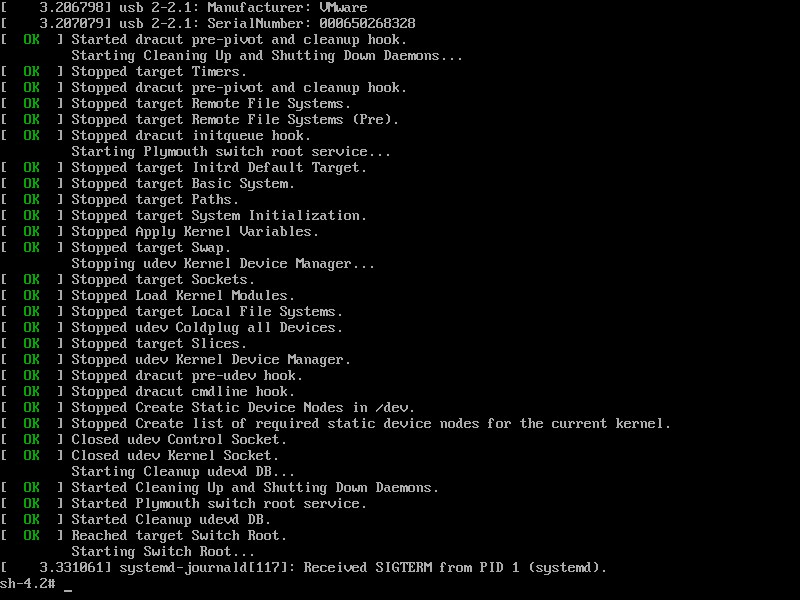 [    3.206798] usb 2-2.1: Manufacturer: VMware
[    3.207079] usb 2-2.1: SerialNumber: 000650268328
[  OK  ] Started dracut pre-pivot and cleanup hook.
         Starting Cleaning Up and Shutting Down Daemons...
[  OK  ] Stopped target Timers.
[  OK  ] Stopped dracut pre-pivot and cleanup hook.
[  OK  ] Stopped target Remote File Systems.
[  OK  ] Stopped target Remote File Systems (Pre).
[  OK  ] Stopped dracut initqueue hook.
         Starting Plymouth switch root service...
[  OK  ] Stopped target Initrd Default Target.
[  OK  ] Stopped target Basic System.
[  OK  ] Stopped target Paths.
[  OK  ] Stopped target System Initialization.
[  OK  ] Stopped Apply Kernel Variables.
[  OK  ] Stopped target Swap.
         Stopping udev Kernel Device Manager...
[  OK  ] Stopped target Sockets.
[  OK  ] Stopped Load Kernel Modules.
[  OK  ] Stopped target Local File Systems.
[  OK  ] Stopped udev Coldplug all Devices.
[  OK  ] Stopped target Slices.
[  OK  ] Stopped udev Kernel Device Manager.
[  OK  ] Stopped dracut pre-udev hook.
[  OK  ] Stopped dracut cmdline hook.
[  OK  ] Stopped Create Static Device Nodes in /dev.
[  OK  ] Stopped Create list of required static device nodes for the current kernel.
[  OK  ] Closed udev Control Socket.
[  OK  ] Closed udev Kernel Socket.
         Starting Cleanup udevd DB...
[  OK  ] Started Cleaning Up and Shutting Down Daemons.
[  OK  ] Started Plymouth switch root service.
[  OK  ] Started Cleanup udevd DB.
[  OK  ] Reached target Switch Root.
         Starting Switch Root...
[    3.331061] systemd-journald[117]: Received SIGTERM from PID 1 (systemd).
sh-4.2# _